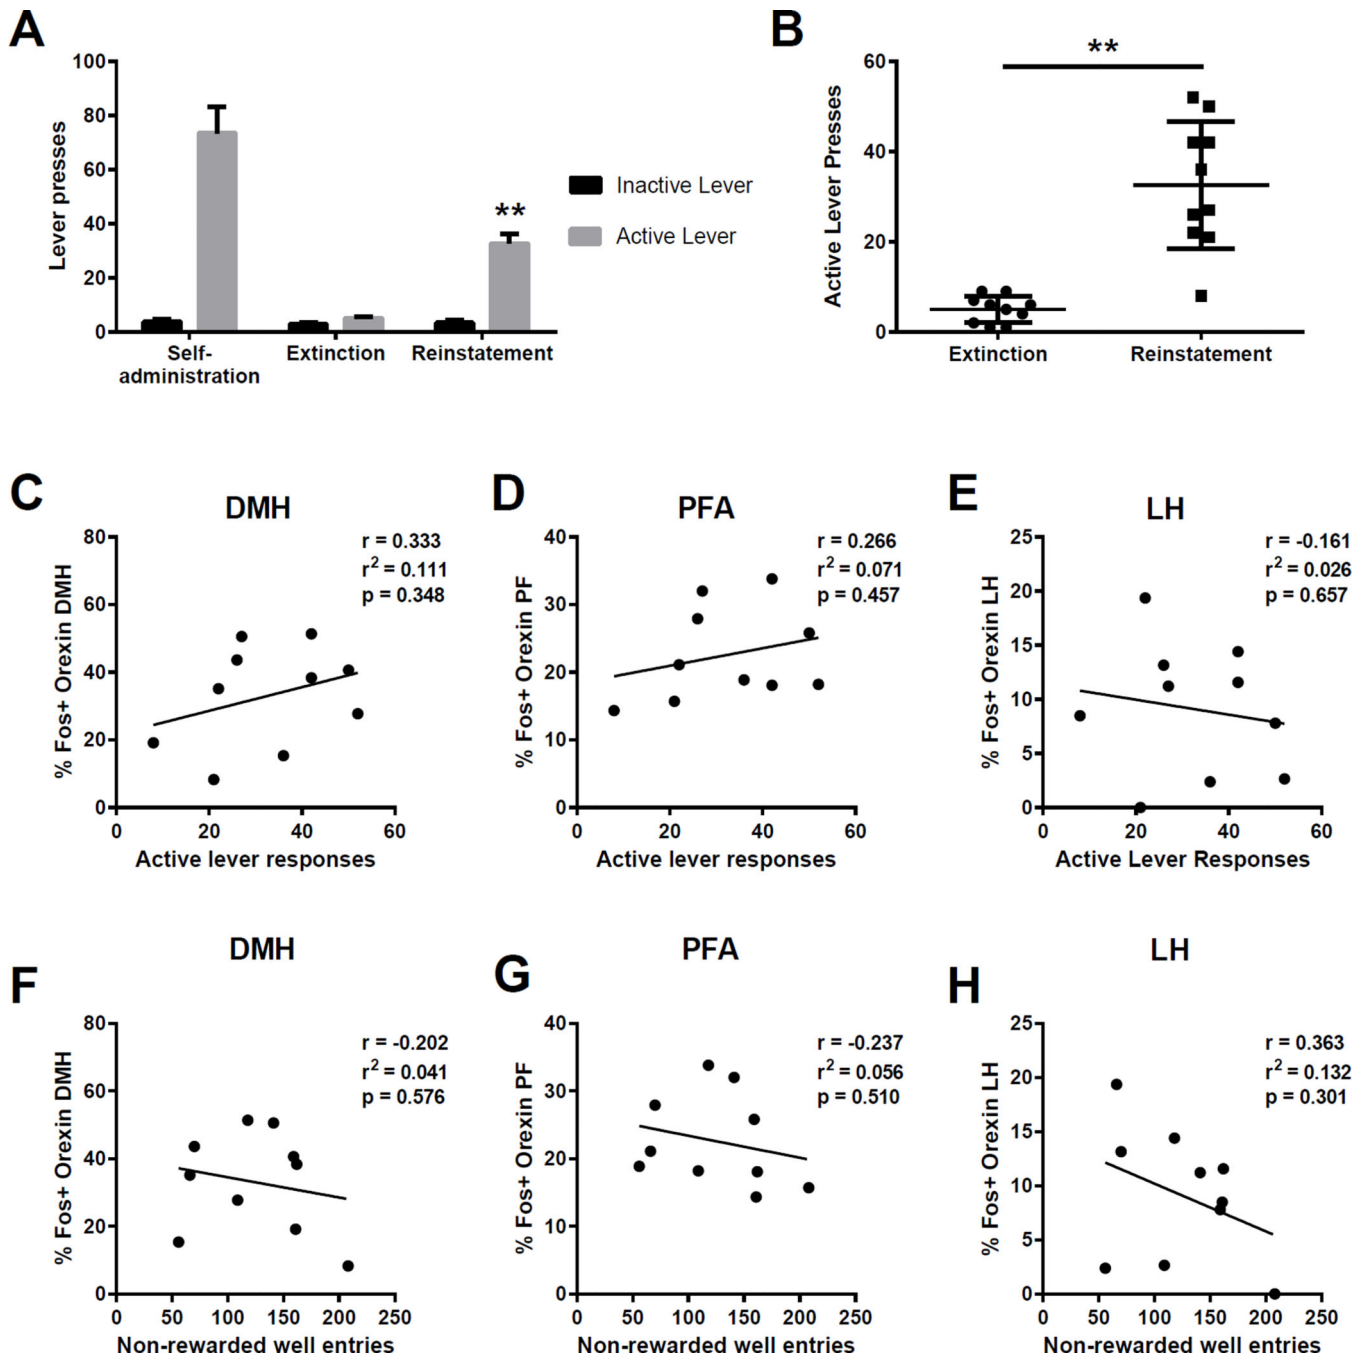 A
Lever presses
100
80
60
40
20
0
**
Self-
administration
Extinction
Reinstatement
Inactive Lever
Active Lever
B
Active Lever Presses
60
40
20
0
**
Extinction
Reinstatement
C
DMH
% Fos+ Orexin DMH
80
60
40
20
0
r = 0.333
r2 = 0.111
p = 0.348
0 20 40 60
Active lever responses
D
PFA
% Fos+ Orexin PF
40
30
20
10
0
r = 0.266
r2 = 0.071
p = 0.457
0 20 40 60
Active lever responses
E
LH
% Fos+ Orexin LH
25
20
15
10
5
0
r = -0.161
r2 = 0.026
p = 0.657
0 20 40 60
Active Lever Responses
F
DMH
% Fos+ Orexin DMH
80
60
40
20
0
r = -0.202
r2 = 0.041
p = 0.576
0 50 100 150 200 250
Non-rewarded well entries
G
PFA
% Fos+ Orexin PF
40
30
20
10
0
r = -0.237
r2 = 0.056
p = 0.510
0 50 100 150 200 250
Non-rewarded well entries
H
LH
% Fos+ Orexin LH
25
20
15
10
5
0
r = 0.363
r2 = 0.132
p = 0.301
0 50 100 150 200 250
Non-rewarded well entries